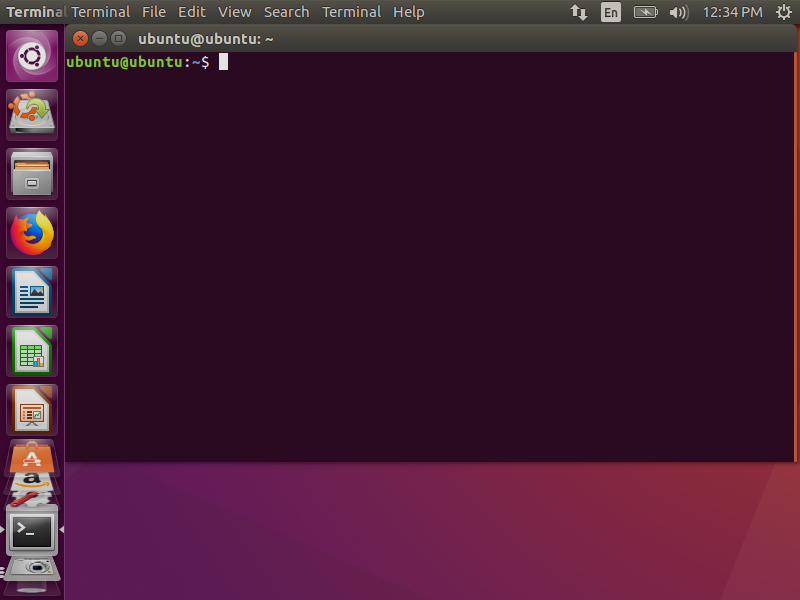 Terminal Terminal File Edit View Search Terminal Help En 12:34 PM
ubuntu@ubuntu: ~
ubuntu@ubuntu:~$